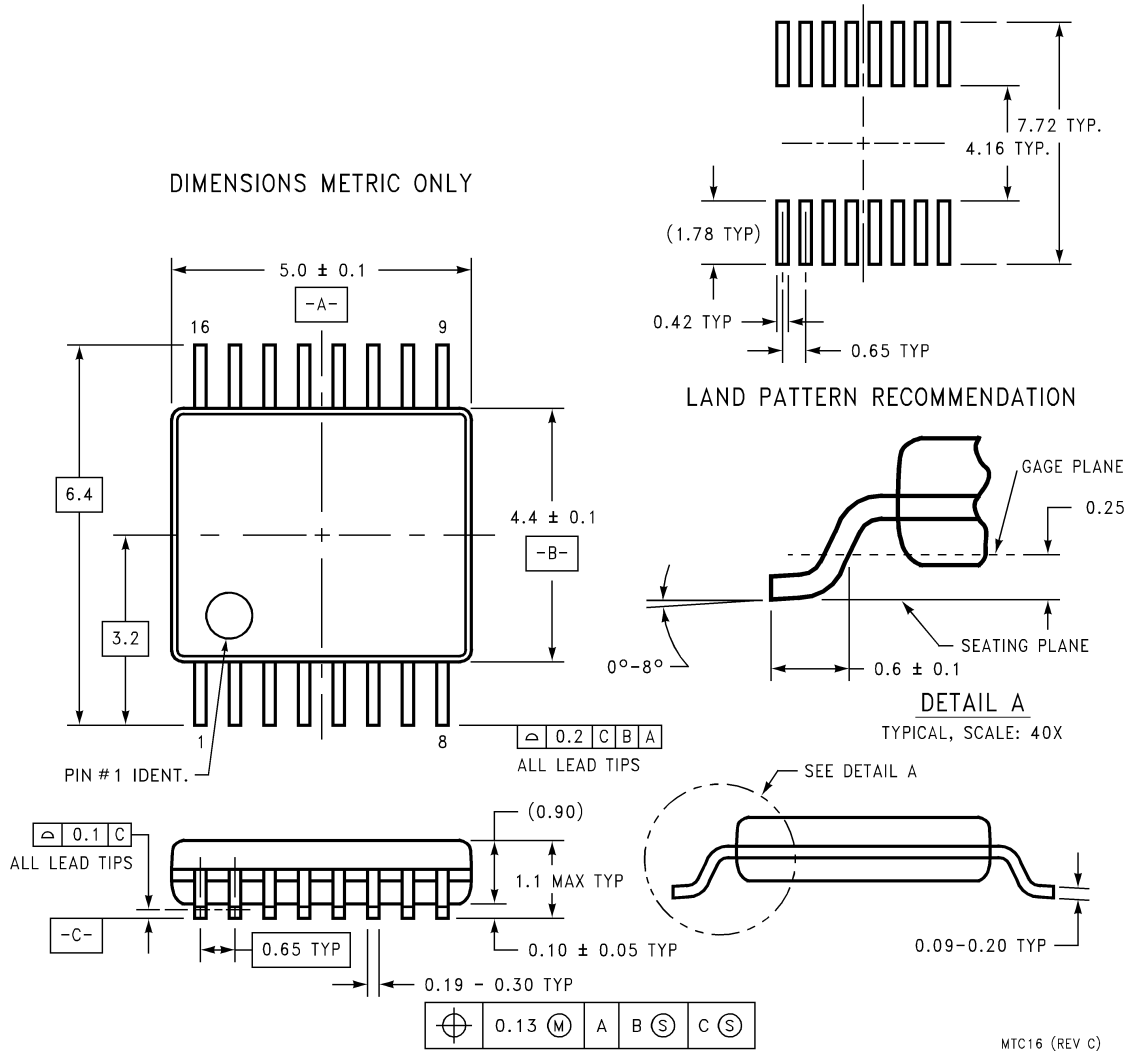 7.72 TYP.
4.16 TYP.
DIMENSIONS METRIC ONLY
(1.78 TYP)
5.0 ± 0.1
-A-
0.42 TYP
16
9
0.65 TYP
LAND PATTERN RECOMMENDATION
GAGE PLANE
6.4
0.25
4.4 ± 0.1
-B-
3.2
SEATING PLANE
0°-8°
0.6 ± 0.1
DETAIL A
TYPICAL, SCALE: 40X
1
8
⌓ 0.2 C B A
ALL LEAD TIPS
PIN #1 IDENT.
SEE DETAIL A
(0.90)
⌓ 0.1 C
ALL LEAD TIPS
1.1 MAX TYP
-C-
0.65 TYP
0.10 ± 0.05 TYP
0.09-0.20 TYP
0.19 - 0.30 TYP
⌖ 0.13 Ⓜ A B Ⓢ C Ⓢ
MTC16 (REV C)